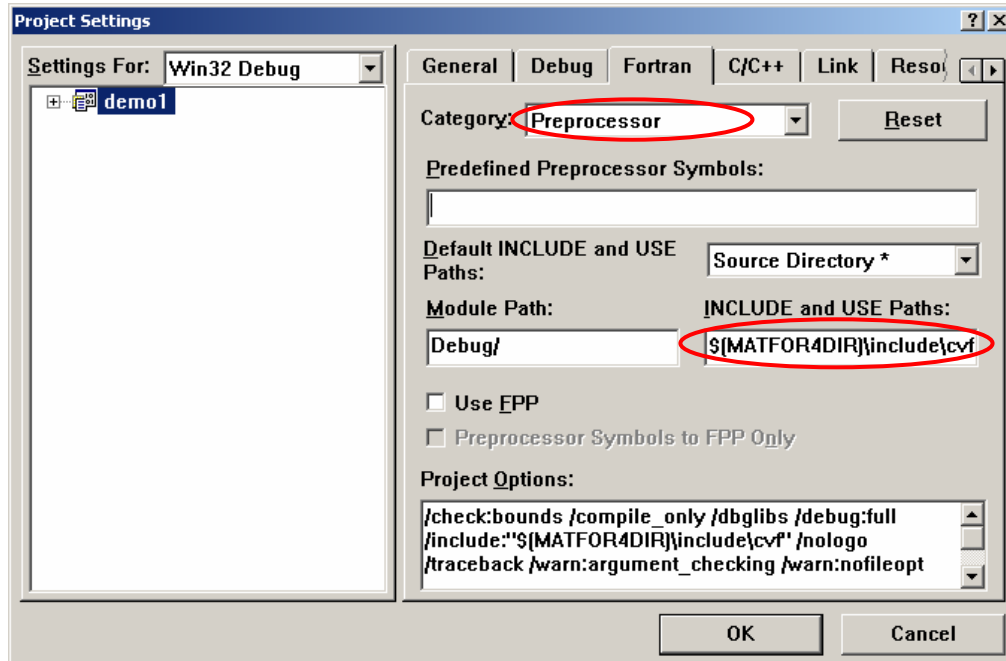 Project Settings
Settings For: Win32 Debug
demo1
General Debug Fortran C/C++ Link
Category: Preprocessor Reset
Predefined Preprocessor Symbols:
Default INCLUDE and USE Paths: Source Directory *
Module Path: INCLUDE and USE Paths:
Debug/ $(MATFOR4DIR)\include\cvf
Use FPP
Preprocessor Symbols to FPP Only
Project Options:
/check:bounds /compile_only /dbglibs /debug:full
/include:"$(MATFOR4DIR)\include\cvf" /nologo
/traceback /warn:argument_checking /warn:nofileopt
OK Cancel